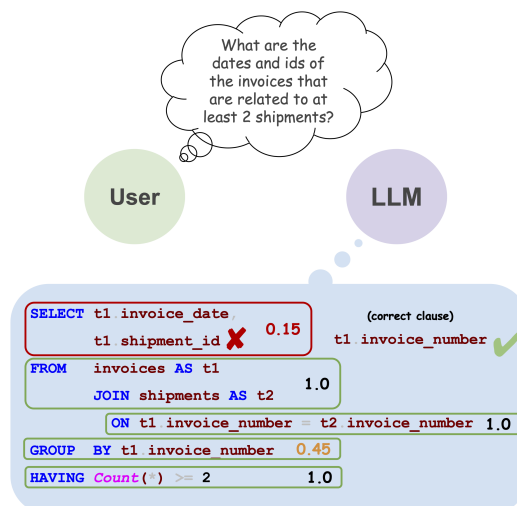 What are the
dates and ids of
the invoices that
are related to at
least 2 shipments?
User
LLM
SELECT t1.invoice_date,
t1.shipment_id ✘ 0.15
(correct clause)
t1.invoice_number ✔
FROM invoices AS t1
JOIN shipments AS t2
1.0
ON t1.invoice_number = t2.invoice_number 1.0
GROUP BY t1.invoice_number 0.45
HAVING Count(*) >= 2 1.0